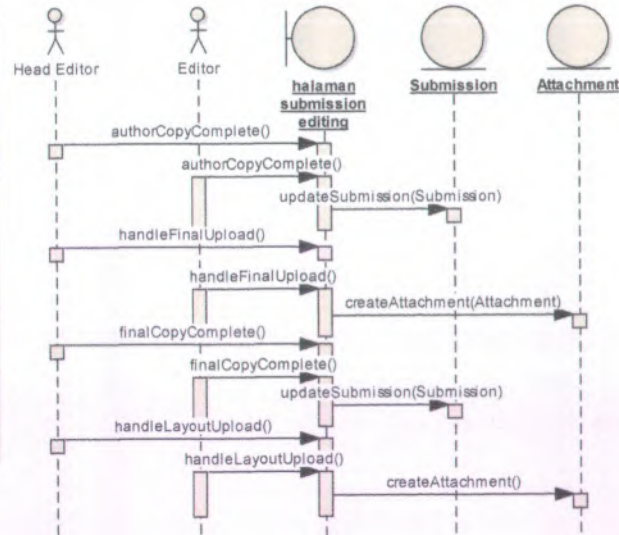 Head Editor
Editor
halaman
submission
editing
Submission
Attachment
authorCopyComplete()
authorCopyComplete()
updateSubmission(Submission)
handleFinalUpload()
handleFinalUpload()
createAttachment(Attachment)
finalCopyComplete()
finalCopyComplete()
updateSubmission(Submission)
handleLayoutUpload()
handleLayoutUpload()
createAttachment()